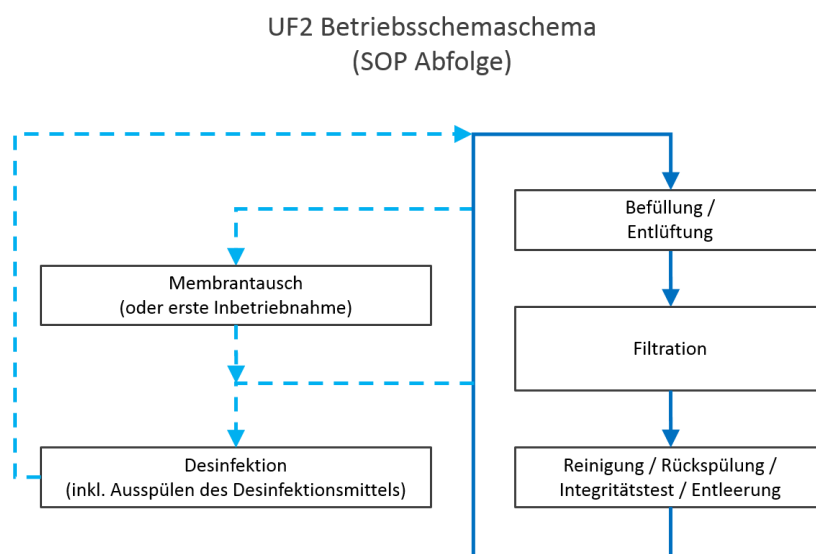 UF2 Betriebsschemaschema
(SOP Abfolge)
Befüllung /
Entlüftung
Membrantausch
(oder erste Inbetriebnahme)
Filtration
Desinfektion
(inkl. Ausspülen des Desinfektionsmittels)
Reinigung / Rückspülung /
Integritätstest / Entleerung